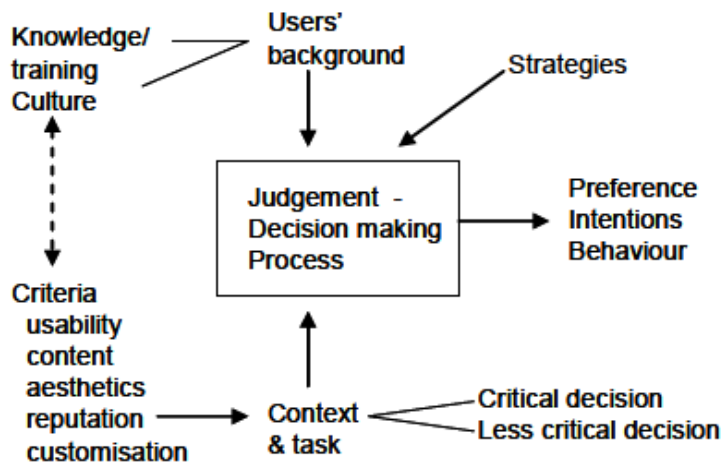 Knowledge/
training
Culture
Users'
background
Strategies
Judgement -
Decision making
Process
Preference
Intentions
Behaviour
Criteria
usability
content
aesthetics
reputation
customisation
Context
& task
Critical decision
Less critical decision